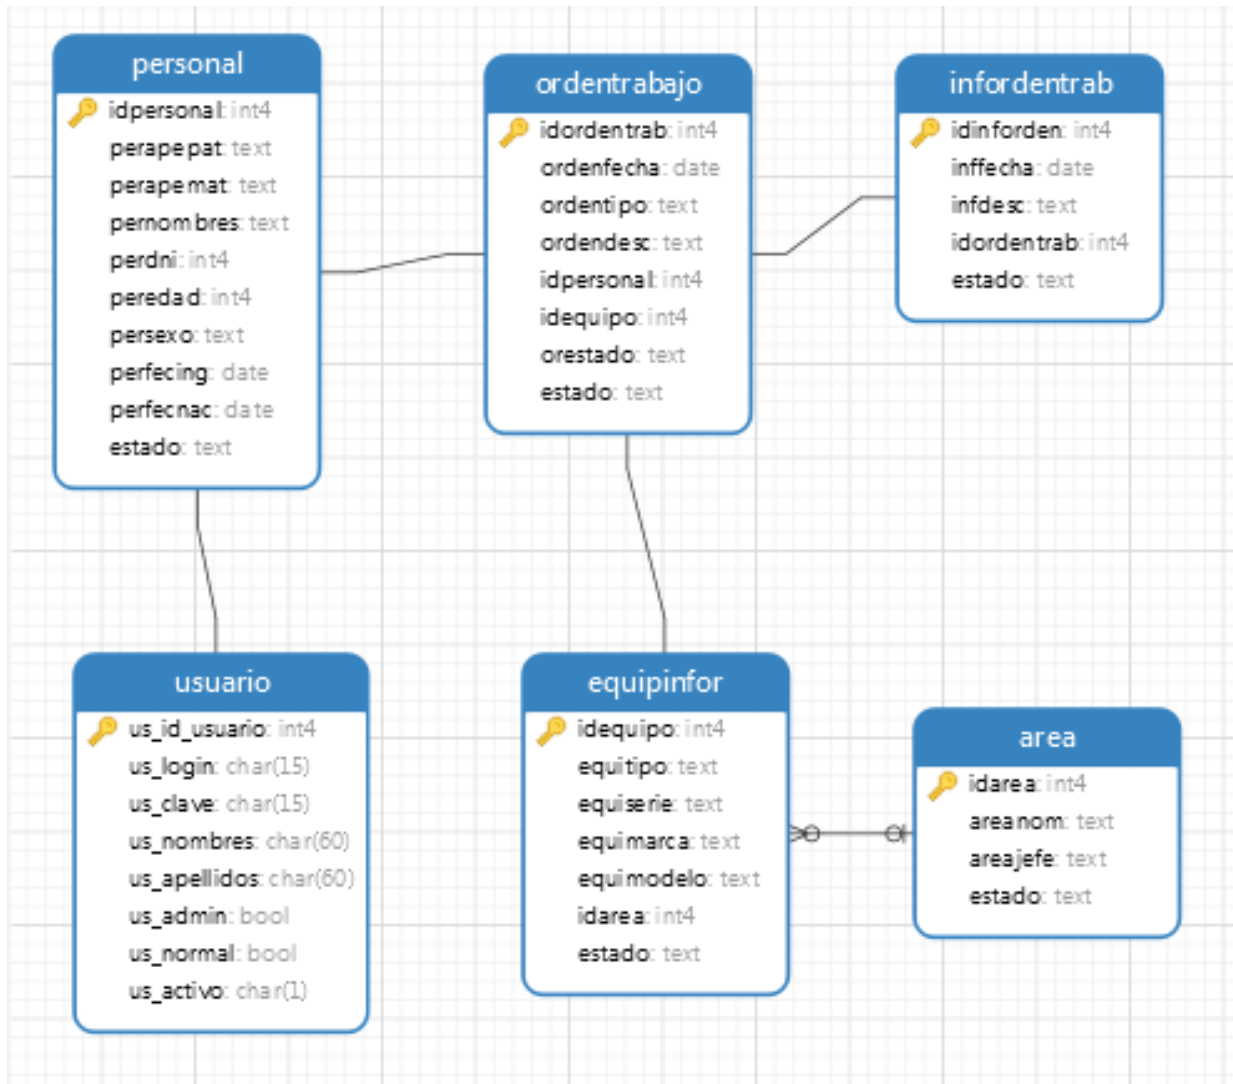 personal
idpersonal: int4
perapepat: text
perapemat: text
pernombres: text
perdni: int4
peredad: int4
persexo: text
perfecing: date
perfecnac: date
estado: text
ordentrabajo
idordentrab: int4
ordenfecha: date
ordentipo: text
ordendesc: text
idpersonal: int4
idequipo: int4
orestado: text
estado: text
infordentrab
idinforden: int4
inffecha: date
infdesc: text
idordentrab: int4
estado: text
usuario
us_id_usuario: int4
us_login: char(15)
us_clave: char(15)
us_nombres: char(60)
us_apellidos: char(60)
us_admin: bool
us_normal: bool
us_activo: char(1)
equipinfor
idequipo: int4
equitipo: text
equiserie: text
equimarca: text
equimodelo: text
idarea: int4
estado: text
area
idarea: int4
areanom: text
areajefe: text
estado: text